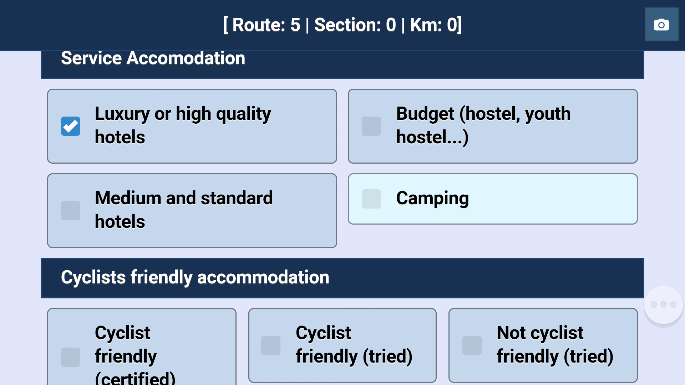 [ Route: 5 | Section: 0 | Km: 0]
Service Accomodation
Luxury or high quality
hotels
Budget (hostel, youth
hostel...)
Medium and standard
hotels
Camping
Cyclists friendly accommodation
Cyclist
friendly
(certified)
Cyclist
friendly (tried)
Not cyclist
friendly (tried)